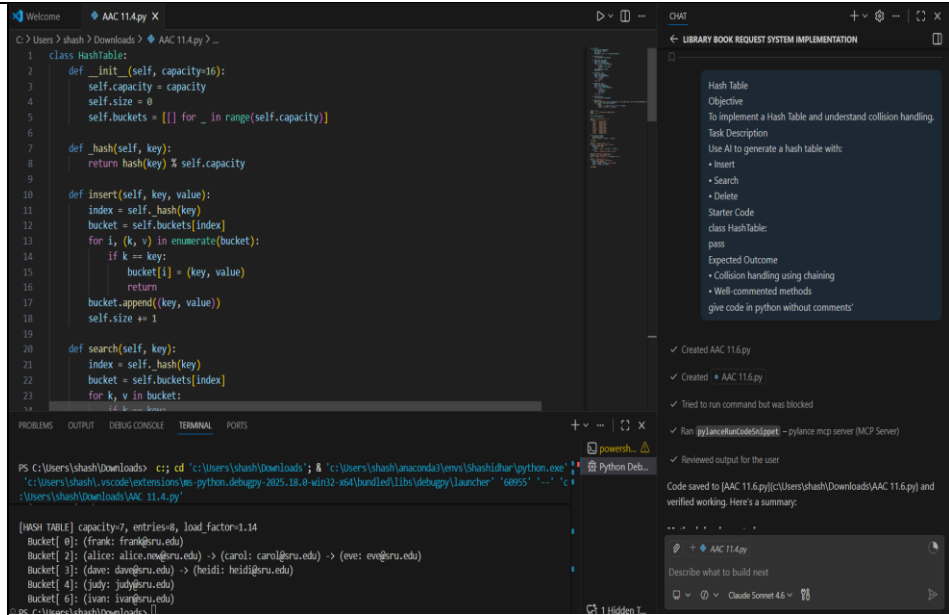 Welcome
AAC 11.4.py
C: > Users > shash > Downloads > AAC 11.4.py > ...
1 class HashTable:
2 def __init__(self, capacity=16):
3 self.capacity = capacity
4 self.size = 0
5 self.buckets = [[] for _ in range(self.capacity)]
6
7 def _hash(self, key):
8 return hash(key) % self.capacity
9
10 def insert(self, key, value):
11 index = self._hash(key)
12 bucket = self.buckets[index]
13 for i, (k, v) in enumerate(bucket):
14 if k == key:
15 bucket[i] = (key, value)
16 return
17 bucket.append((key, value))
18 self.size += 1
19
20 def search(self, key):
21 index = self._hash(key)
22 bucket = self.buckets[index]
23 for k, v in bucket:
24 if k == key:
PROBLEMS OUTPUT DEBUG CONSOLE TERMINAL PORTS
powersh...
Python Deb...
PS C:\Users\shash\Downloads> c:; cd 'c:\Users\shash\Downloads'; & 'c:\Users\shash\anaconda3\envs\Shashidhar\python.exe'
'c:\Users\shash\.vscode\extensions\ms-python.debugpy-2025.18.0-win32-x64\bundled\libs\debugpy\launcher' '60955' '--' 'c
:\Users\shash\Downloads\AAC 11.4.py'
[HASH TABLE] capacity=7, entries=8, load_factor=1.14
Bucket[ 0]: (frank: frank@sru.edu)
Bucket[ 2]: (alice: alice.new@sru.edu) -> (carol: carol@sru.edu) -> (eve: eve@sru.edu)
Bucket[ 3]: (dave: dave@sru.edu) -> (heidi: heidi@sru.edu)
Bucket[ 4]: (judy: judy@sru.edu)
Bucket[ 6]: (ivan: ivan@sru.edu)
PS C:\Users\shash\Downloads>
1 Hidden T...
CHAT
LIBRARY BOOK REQUEST SYSTEM IMPLEMENTATION
Hash Table
Objective
To implement a Hash Table and understand collision handling.
Task Description
Use AI to generate a hash table with:
• Insert
• Search
• Delete
Starter Code
class HashTable:
pass
Expected Outcome
• Collision handling using chaining
• Well-commented methods
give code in python without comments'
Created AAC 11.6.py
Created AAC 11.6.py
Tried to run command but was blocked
Ran pylanceRunCodeSnippet – pylance mcp server (MCP Server)
Reviewed output for the user
Code saved to [AAC 11.6.py](c:\Users\shash\Downloads\AAC 11.6.py) and
verified working. Here's a summary:
AAC 11.4.py
Describe what to build next
Claude Sonnet 4.6